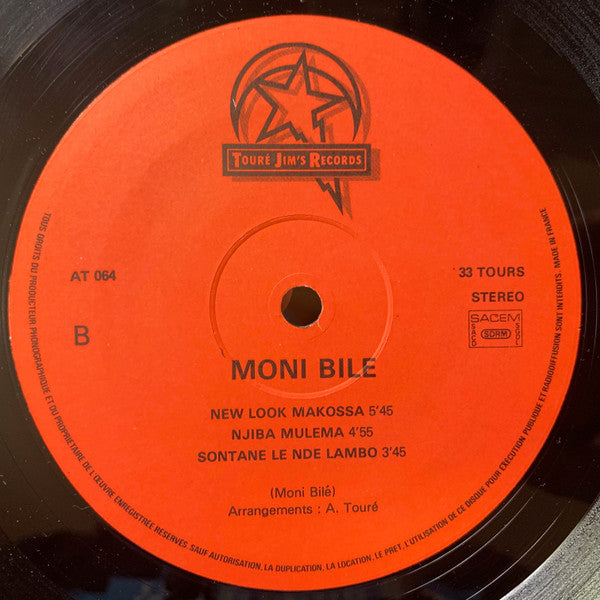 TOURÉ JIM'S RECORDS
AT 064
33 TOURS
STEREO
B
SACEM
SACD
SDRM
SGDL
MONI BILE
NEW LOOK MAKOSSA 5'45
NJIBA MULEMA 4'55
SONTANE LE NDE LAMBO 3'45
(Moni Bilé)
Arrangements : A. Touré
TOUS DROITS DU PRODUCTEUR PHONOGRAPHIQUE ET DU PROPRIETAIRE DE L'ŒUVRE ENREGISTREE RESERVES. SAUF AUTORISATION, LA DUPLICATION, LA LOCATION, LE PRET, L'UTILISATION DE CE DISQUE POUR EXECUTION PUBLIQUE ET RADIODIFFUSION SONT INTERDITS. MADE IN FRANCE